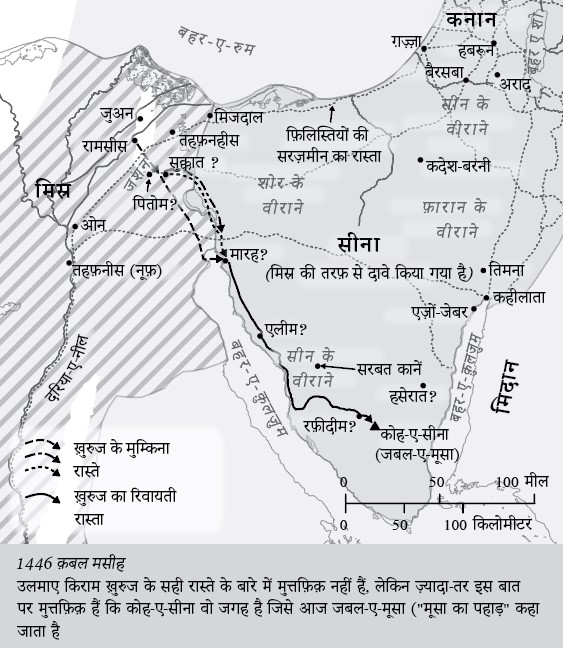 कनान
बहर-ए-रुम
गज़्ज़ा
हबरून
बैरसबा
अराद
सीन के
वीराने
जुअन
मिजदाल
तहफ़नहीस
रामसीस
सुक्कात ?
जशन
पितोम?
फ़िलिस्तियों की
सरज़मीन का रास्ता
कदेश-बरनी
शोर-के
वीराने
फ़ारान के
वीराने
मिस्र
ओन
सीना
(मिस्र की तरफ़ से दावे किया गया है)
मारह?
तहफ़नीस (नूफ़)
तिमना
कहीलाता
एज़ों-जेबर
एलीम?
सीन के
वीराने
सरबत कानें
हसेरात?
दरिया-ए-नील
बहर-ए-कुलजुम
बहर-ए-कुलजुम
मिद्यान
रफ़ीदीम?
कोह-ए-सीना
(जबल-ए-मूसा)
ख़ुरुज के मुम्किना
रास्ते
ख़ुरुज का रिवायती
रास्ता
0 50 100 मील
0 50 100 किलोमीटर
1446 क़बल मसीह
उलमाए किराम ख़ुरुज के सही रास्ते के बारे में मुत्तफ़िक़ नहीं हैं, लेकिन ज़्यादा-तर इस बात
पर मुत्तफ़िक़ हैं कि कोह-ए-सीना वो जगह है जिसे आज जबल-ए-मूसा ("मूसा का पहाड़" कहा
जाता है